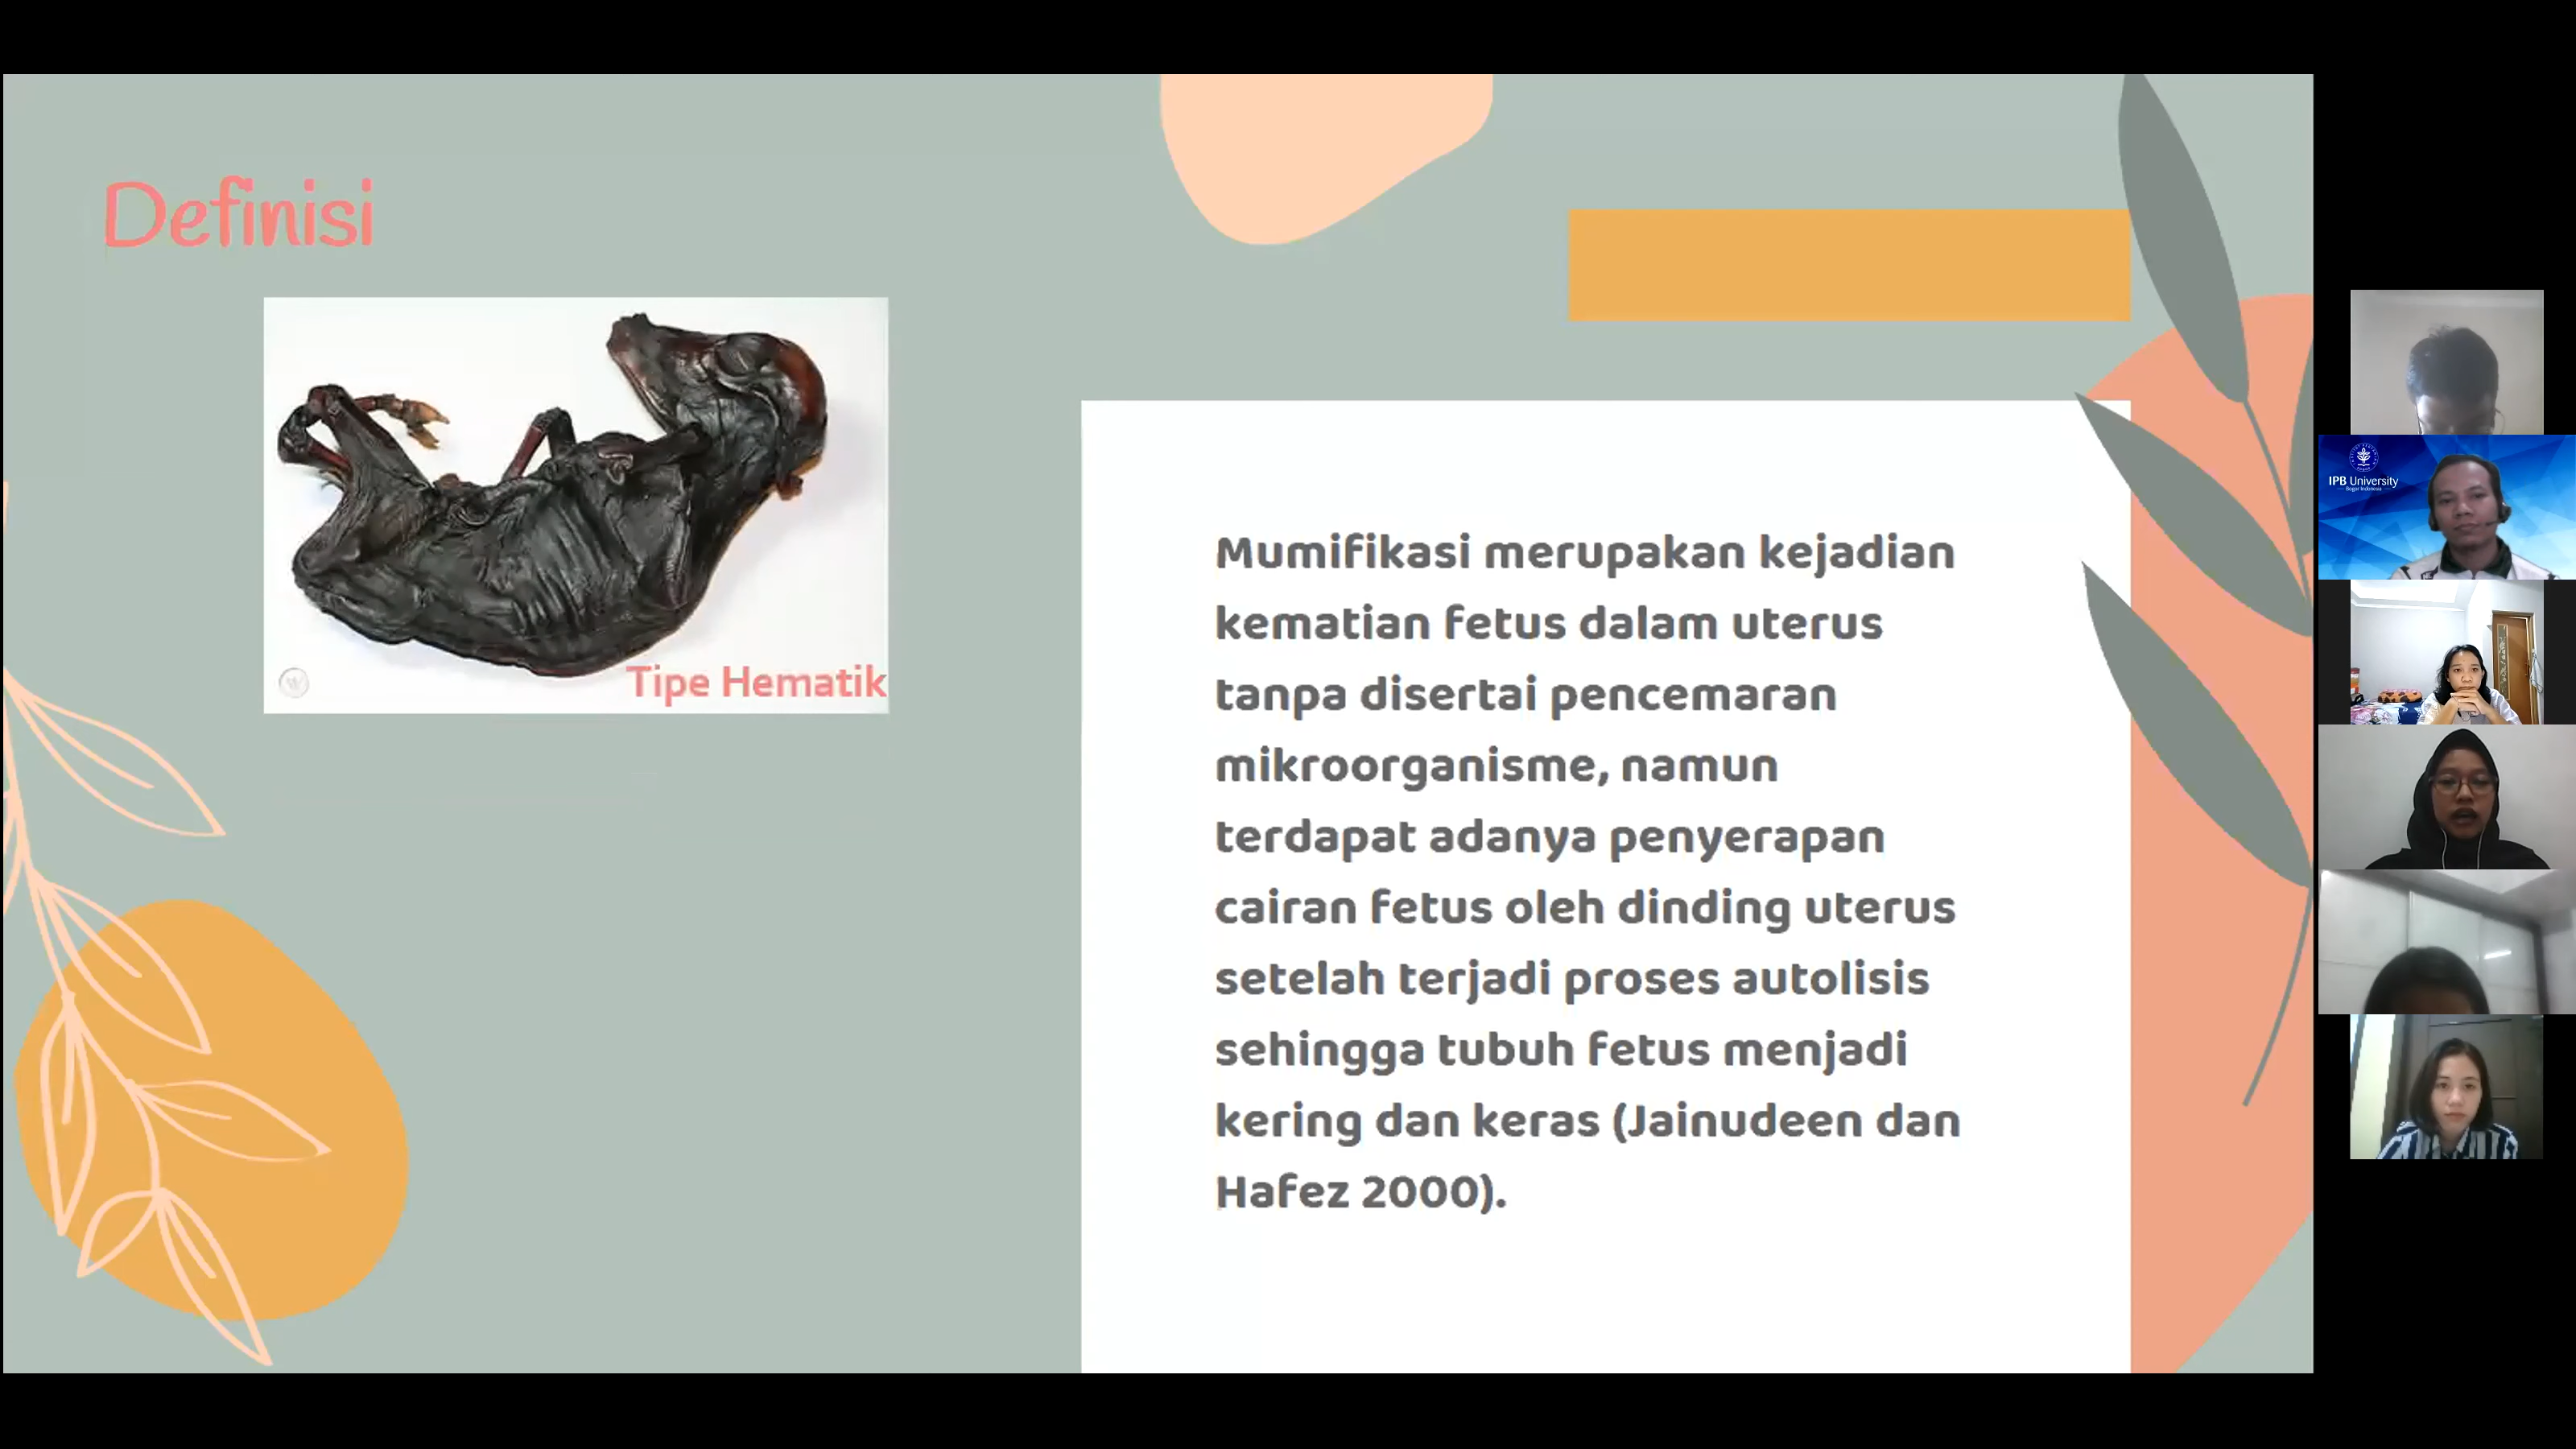 Definisi
Tipe Hematik
Mumifikasi merupakan kejadian
kematian fetus dalam uterus
tanpa disertai pencemaran
mikroorganisme, namun
terdapat adanya penyerapan
cairan fetus oleh dinding uterus
setelah terjadi proses autolisis
sehingga tubuh fetus menjadi
kering dan keras (Jainudeen dan
Hafez 2000).
IPB University
Bogor Indonesia